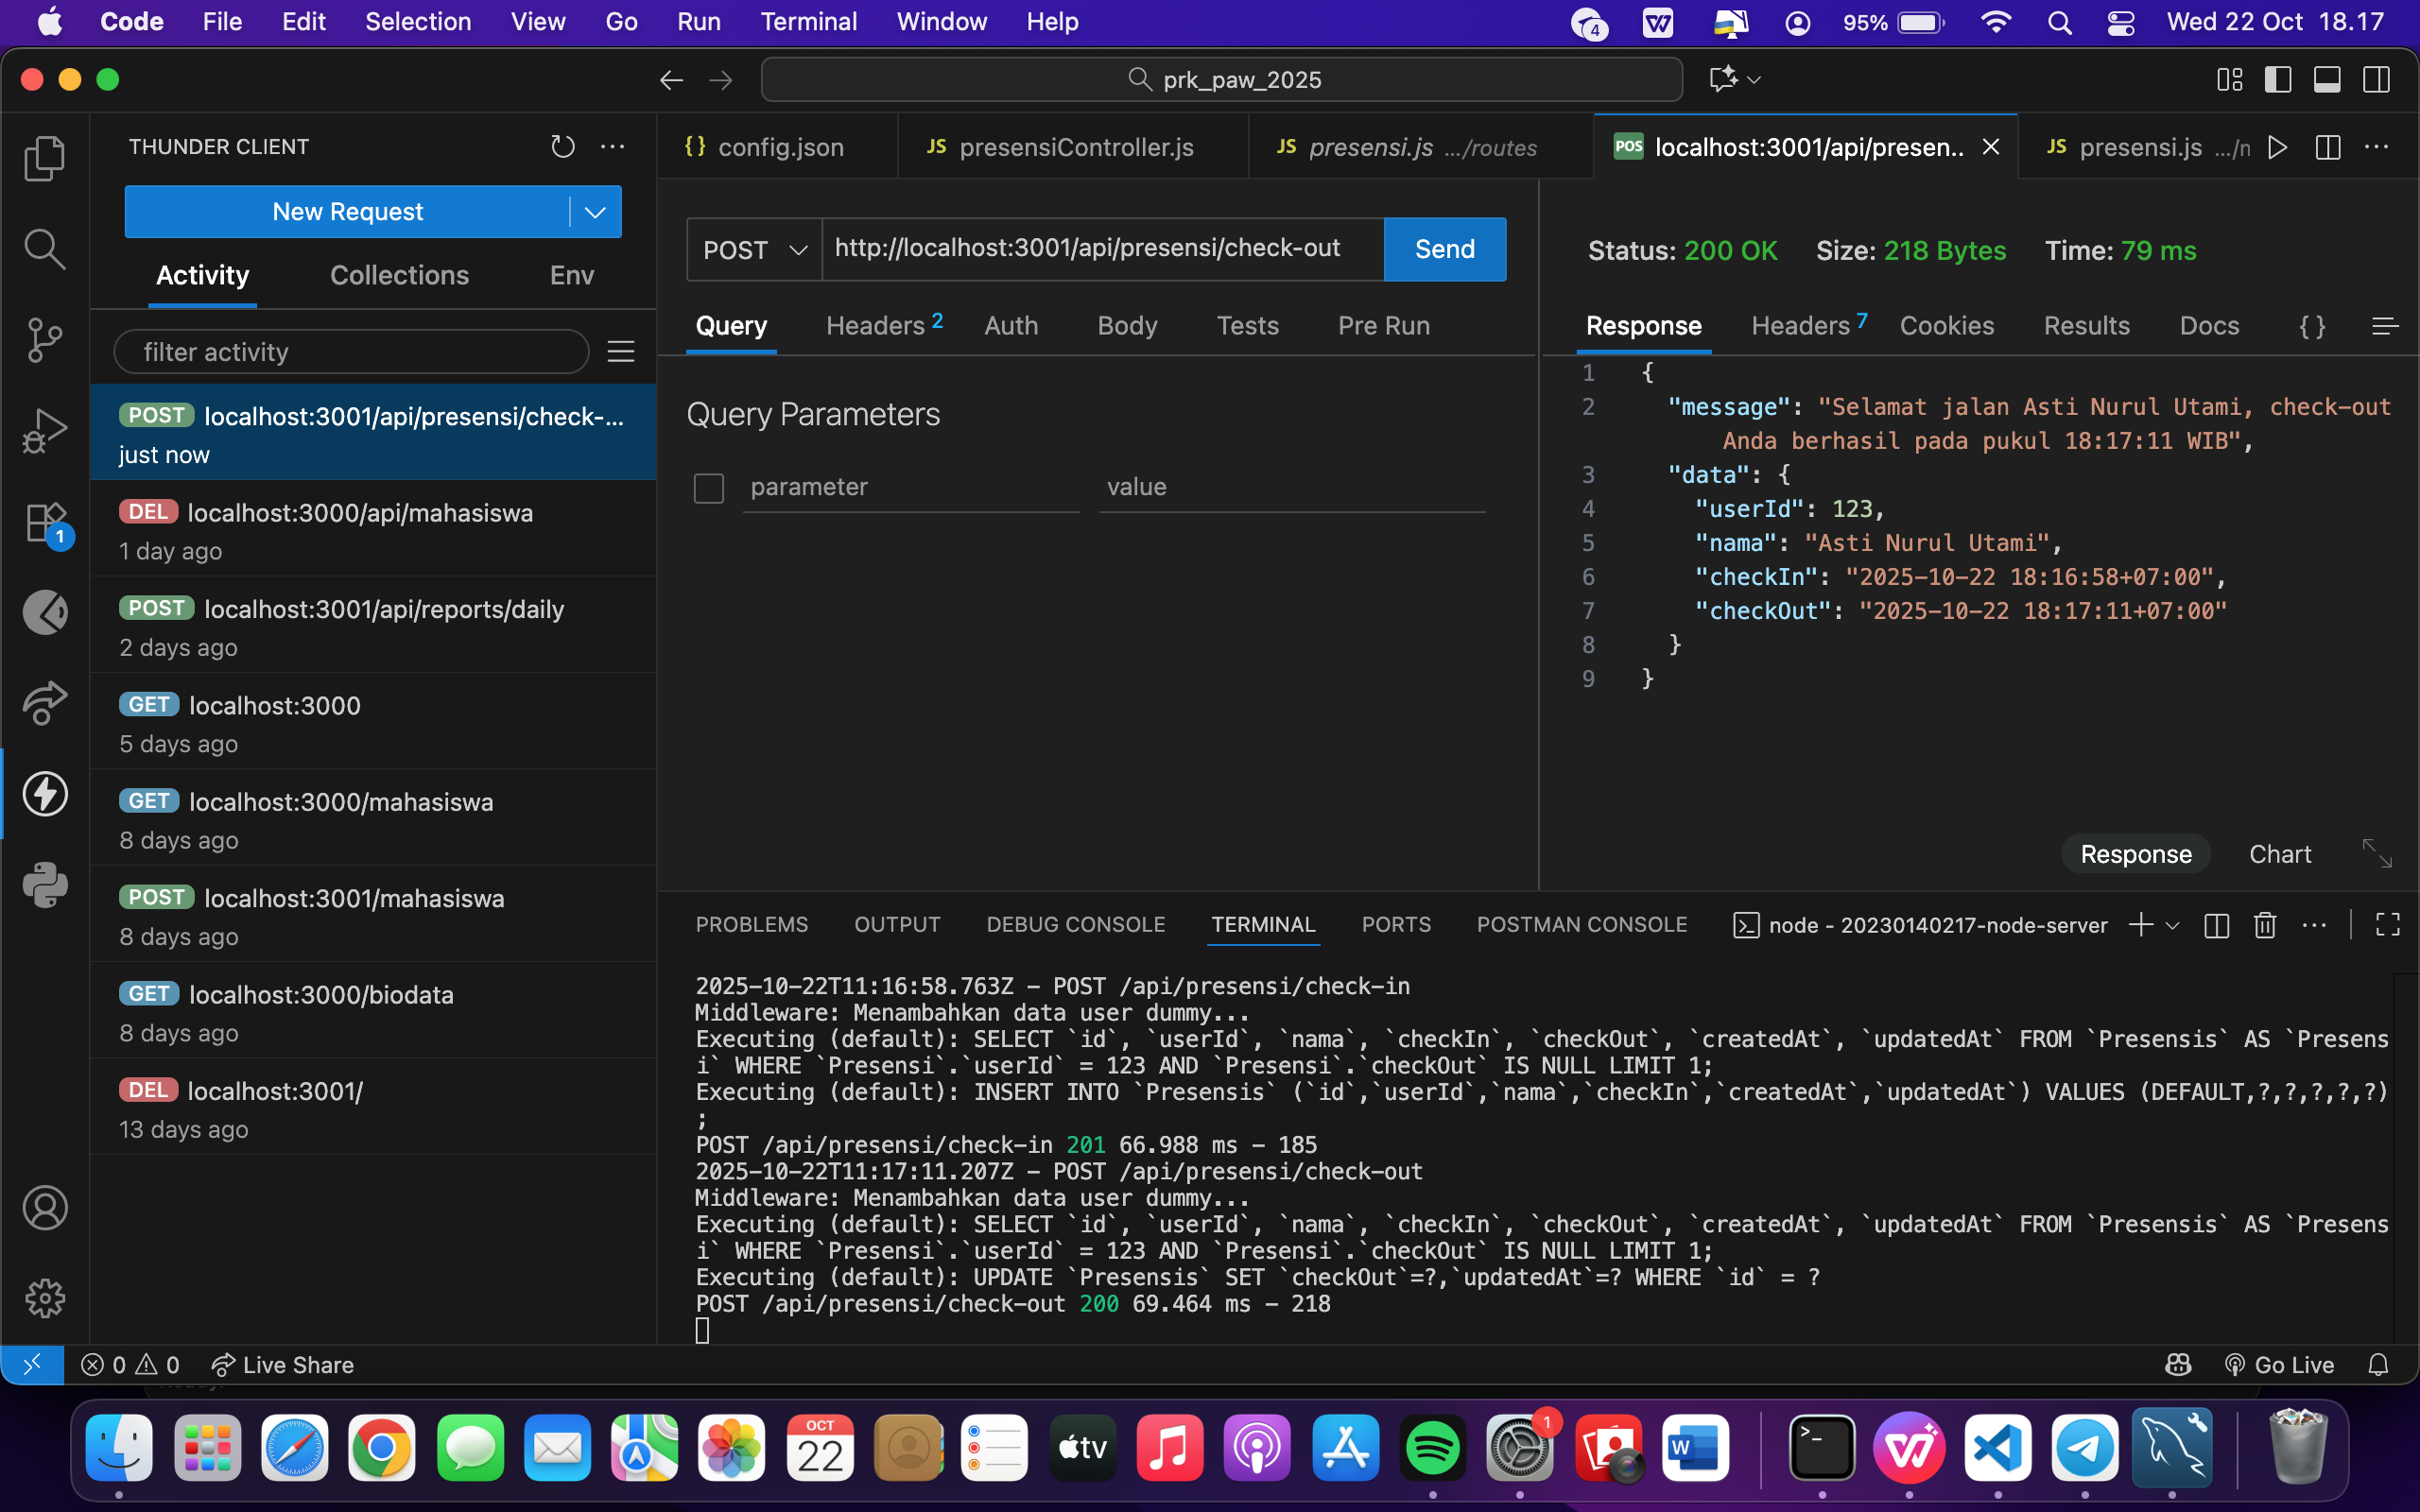 Code File Edit Selection View Go Run Terminal Window Help 4 95% Wed 22 Oct 18.17
prk_paw_2025
THUNDER CLIENT
New Request
Activity Collections Env
filter activity
POST localhost:3001/api/presensi/check-...
just now
DEL localhost:3000/api/mahasiswa
1 day ago
POST localhost:3001/api/reports/daily
2 days ago
GET localhost:3000
5 days ago
GET localhost:3000/mahasiswa
8 days ago
POST localhost:3001/mahasiswa
8 days ago
GET localhost:3000/biodata
8 days ago
DEL localhost:3001/
13 days ago
1
{} config.json JS presensiController.js JS presensi.js .../routes POS localhost:3001/api/presen.. JS presensi.js .../
POST http://localhost:3001/api/presensi/check-out Send
Query Headers 2 Auth Body Tests Pre Run
Query Parameters
parameter value
Status: 200 OK Size: 218 Bytes Time: 79 ms
Response Headers 7 Cookies Results Docs {}
1 {
2 "message": "Selamat jalan Asti Nurul Utami, check-out
Anda berhasil pada pukul 18:17:11 WIB",
3 "data": {
4 "userId": 123,
5 "nama": "Asti Nurul Utami",
6 "checkIn": "2025-10-22 18:16:58+07:00",
7 "checkOut": "2025-10-22 18:17:11+07:00"
8 }
9 }
Response Chart
PROBLEMS OUTPUT DEBUG CONSOLE TERMINAL PORTS POSTMAN CONSOLE node - 20230140217-node-server
2025-10-22T11:16:58.763Z - POST /api/presensi/check-in
Middleware: Menambahkan data user dummy...
Executing (default): SELECT `id`, `userId`, `nama`, `checkIn`, `checkOut`, `createdAt`, `updatedAt` FROM `Presensis` AS `Presens
i` WHERE `Presensi`.`userId` = 123 AND `Presensi`.`checkOut` IS NULL LIMIT 1;
Executing (default): INSERT INTO `Presensis` (`id`,`userId`,`nama`,`checkIn`,`createdAt`,`updatedAt`) VALUES (DEFAULT,?,?,?,?,?)
;
POST /api/presensi/check-in 201 66.988 ms - 185
2025-10-22T11:17:11.207Z - POST /api/presensi/check-out
Middleware: Menambahkan data user dummy...
Executing (default): SELECT `id`, `userId`, `nama`, `checkIn`, `checkOut`, `createdAt`, `updatedAt` FROM `Presensis` AS `Presens
i` WHERE `Presensi`.`userId` = 123 AND `Presensi`.`checkOut` IS NULL LIMIT 1;
Executing (default): UPDATE `Presensis` SET `checkOut`=?,`updatedAt`=? WHERE `id` = ?
POST /api/presensi/check-out 200 69.464 ms - 218
0 0 Live Share Go Live
OCT
22
tv
1
W